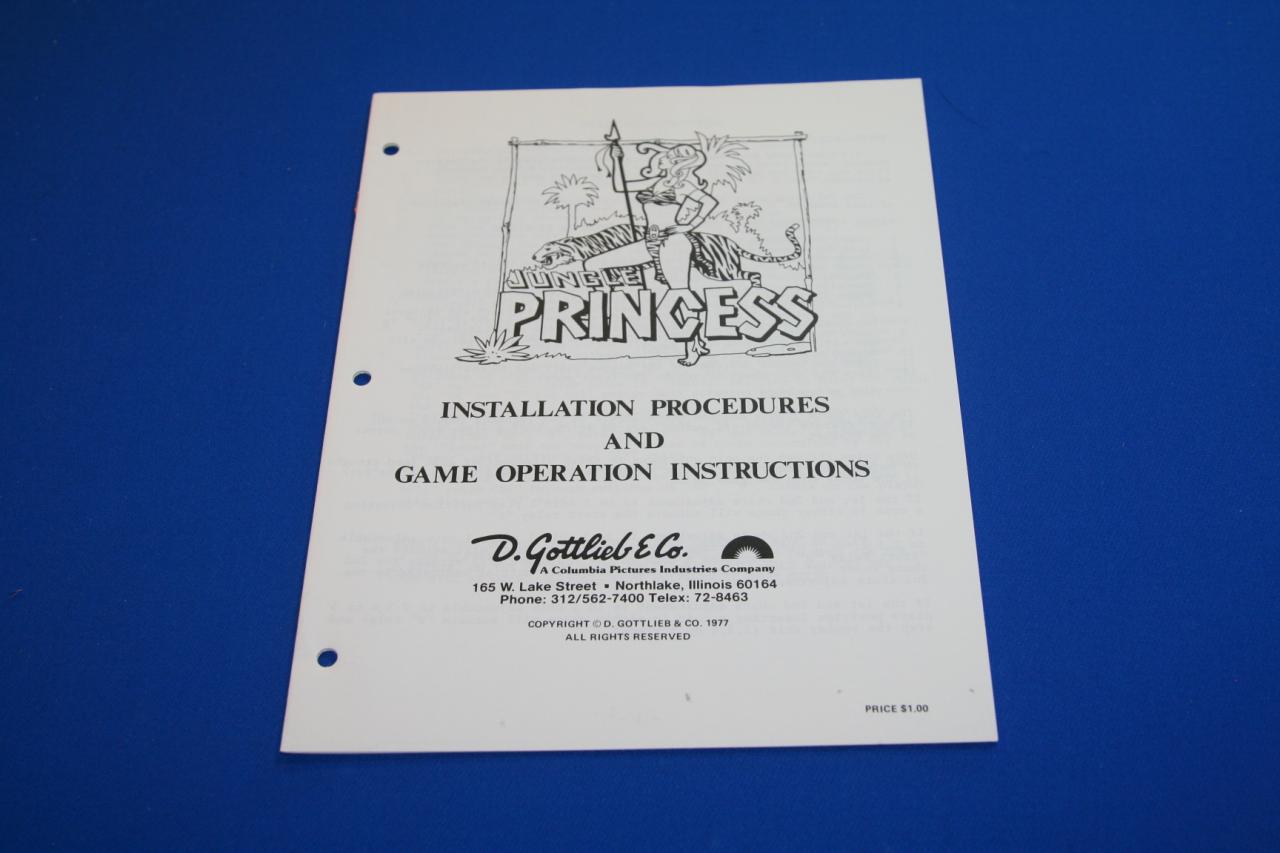 JUNGLE
PRINCESS
INSTALLATION PROCEDURES
AND
GAME OPERATION INSTRUCTIONS
D. Gottlieb & Co.
A Columbia Pictures Industries Company
165 W. Lake Street ▪ Northlake, Illinois 60164
Phone: 312/562-7400 Telex: 72-8463
COPYRIGHT © D. GOTTLIEB & CO. 1977
ALL RIGHTS RESERVED
PRICE $1.00